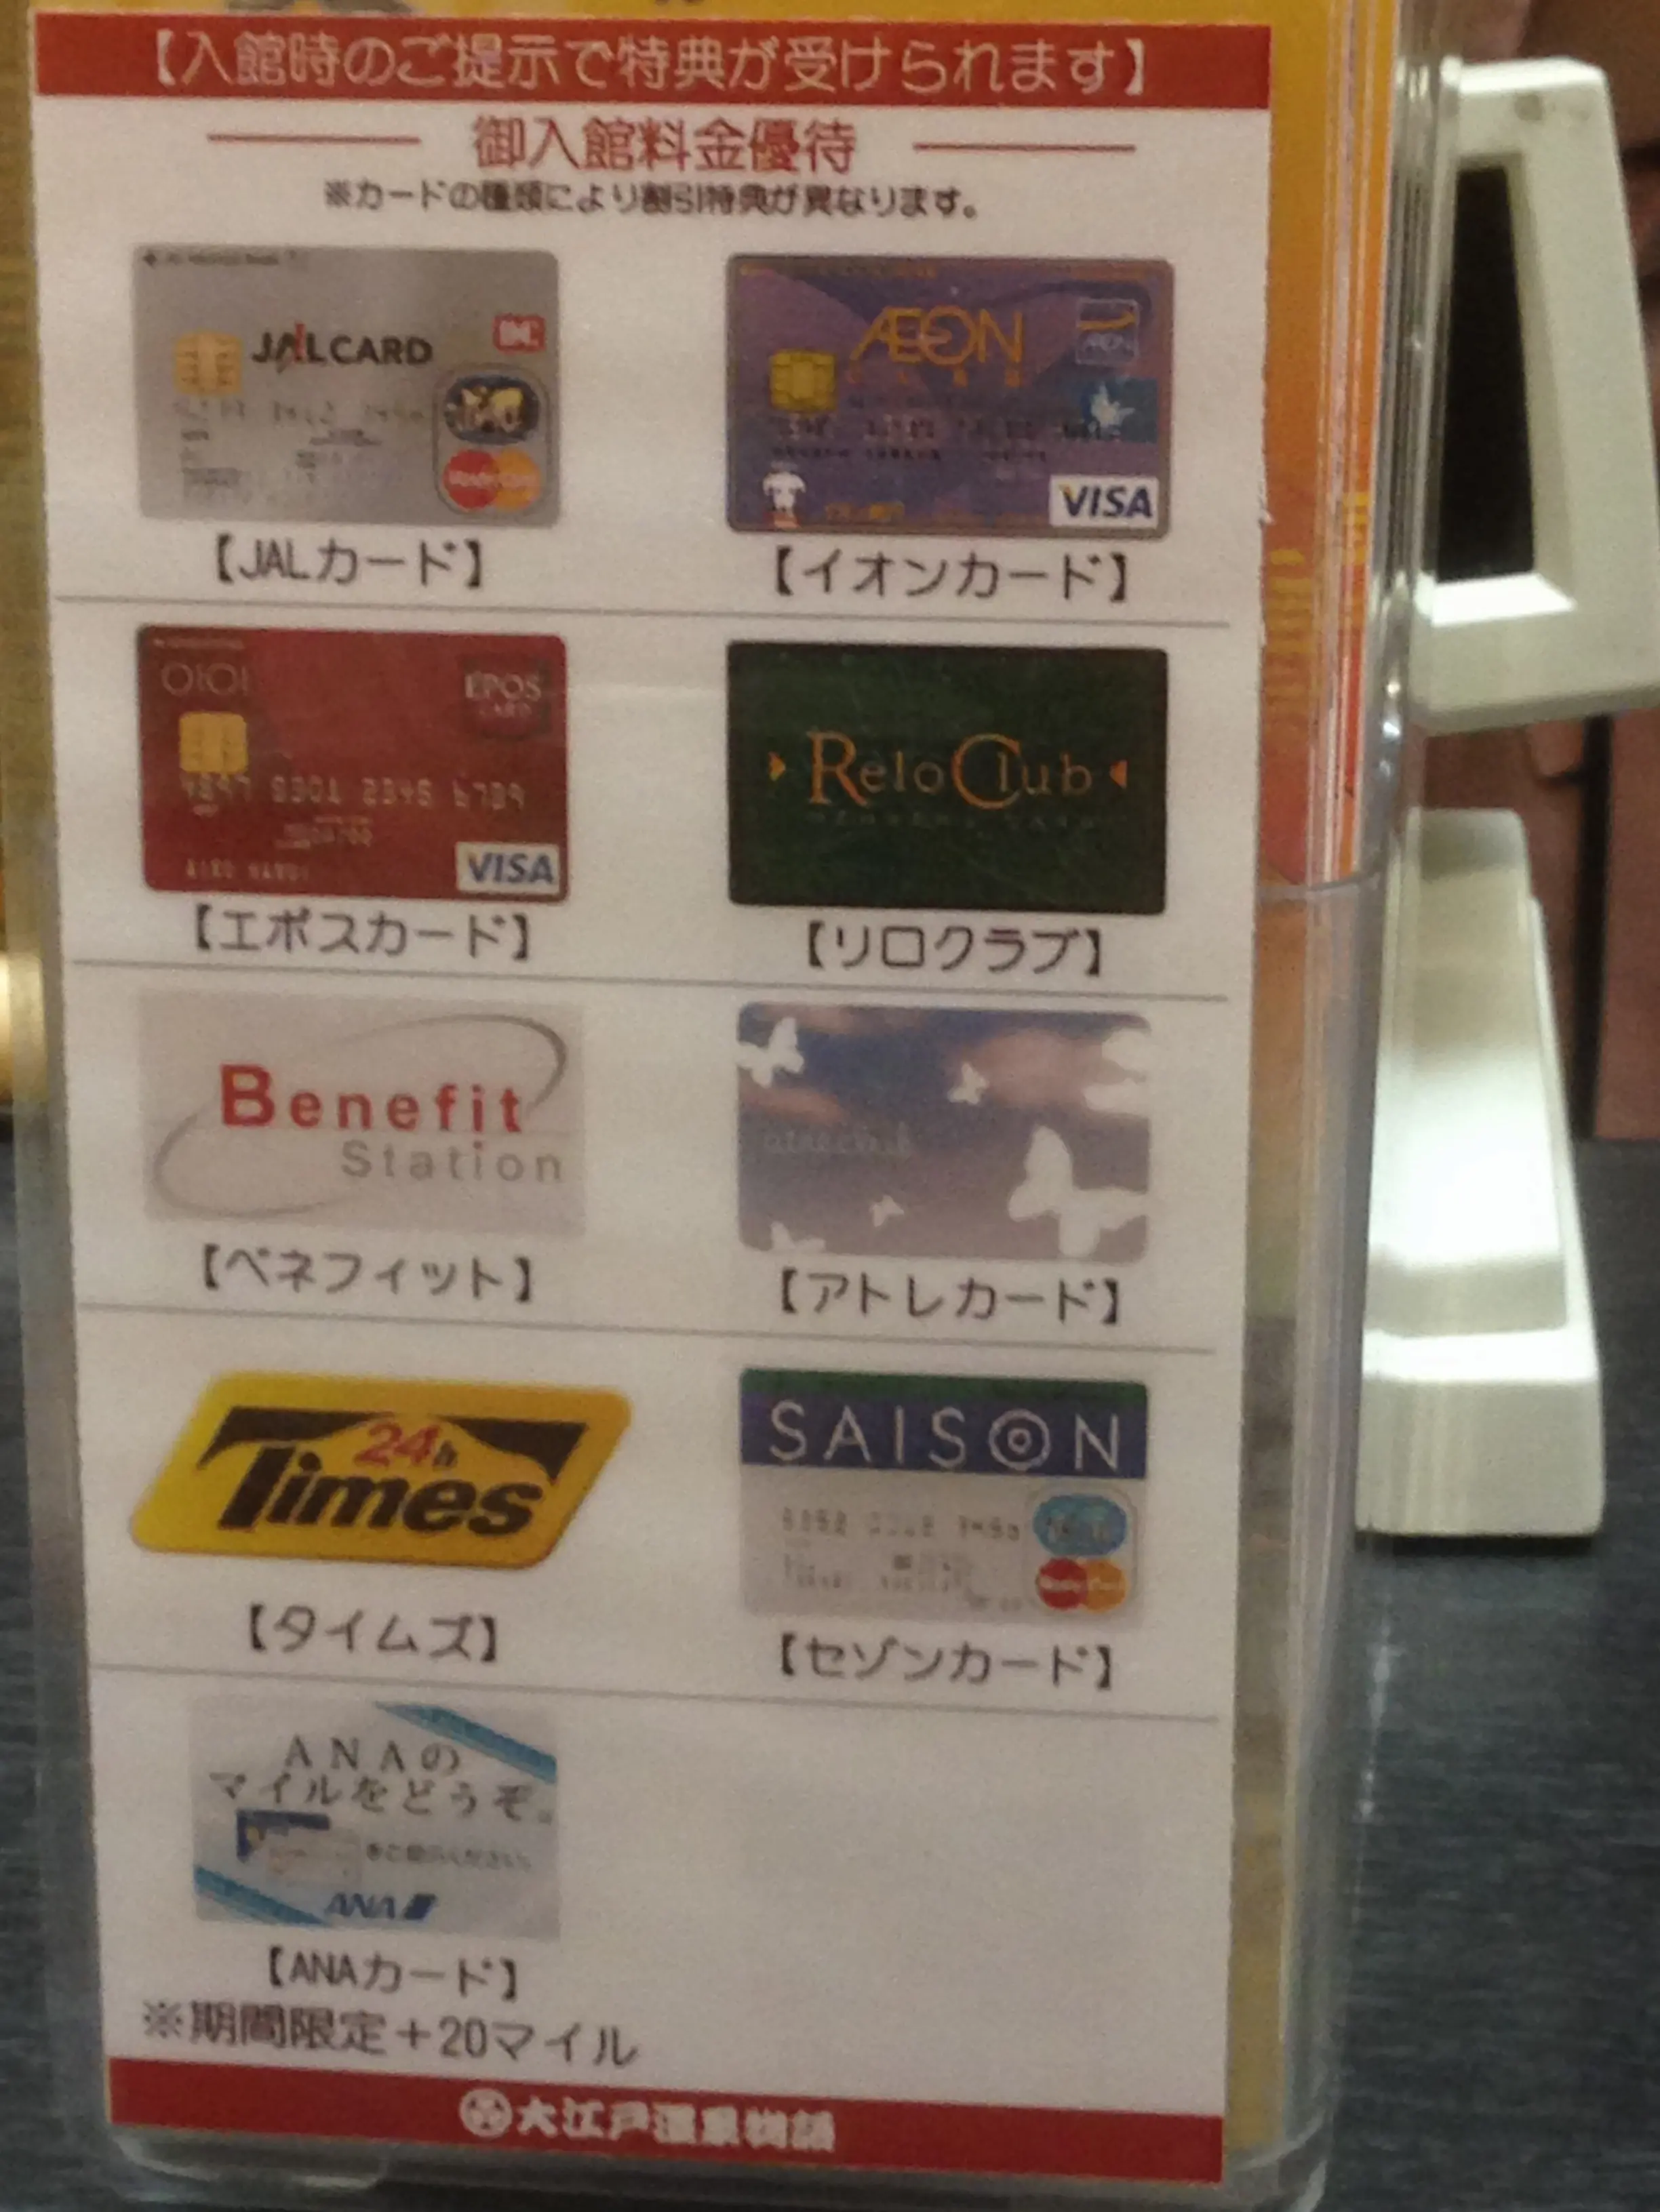 【入館時のご提示で特典が受けられます】
御入館料金優待
※カードの種類により割引特典が異なります。
JALCARD
MasterCard
【JALカード】
ÆON
VISA
【イオンカード】
OIOI
EPOS
CARD
2345 6789
VISA
【エポスカード】
Relo Club
【リロクラブ】
Benefit
Station
【ベネフィット】
【アトレカード】
24h
Times
【タイムズ】
SAISON
MasterCard
【セゾンカード】
ANAの
マイルをどうぞ。
ANA
【ANAカード】
※期間限定＋20マイル
大江戸温泉物語